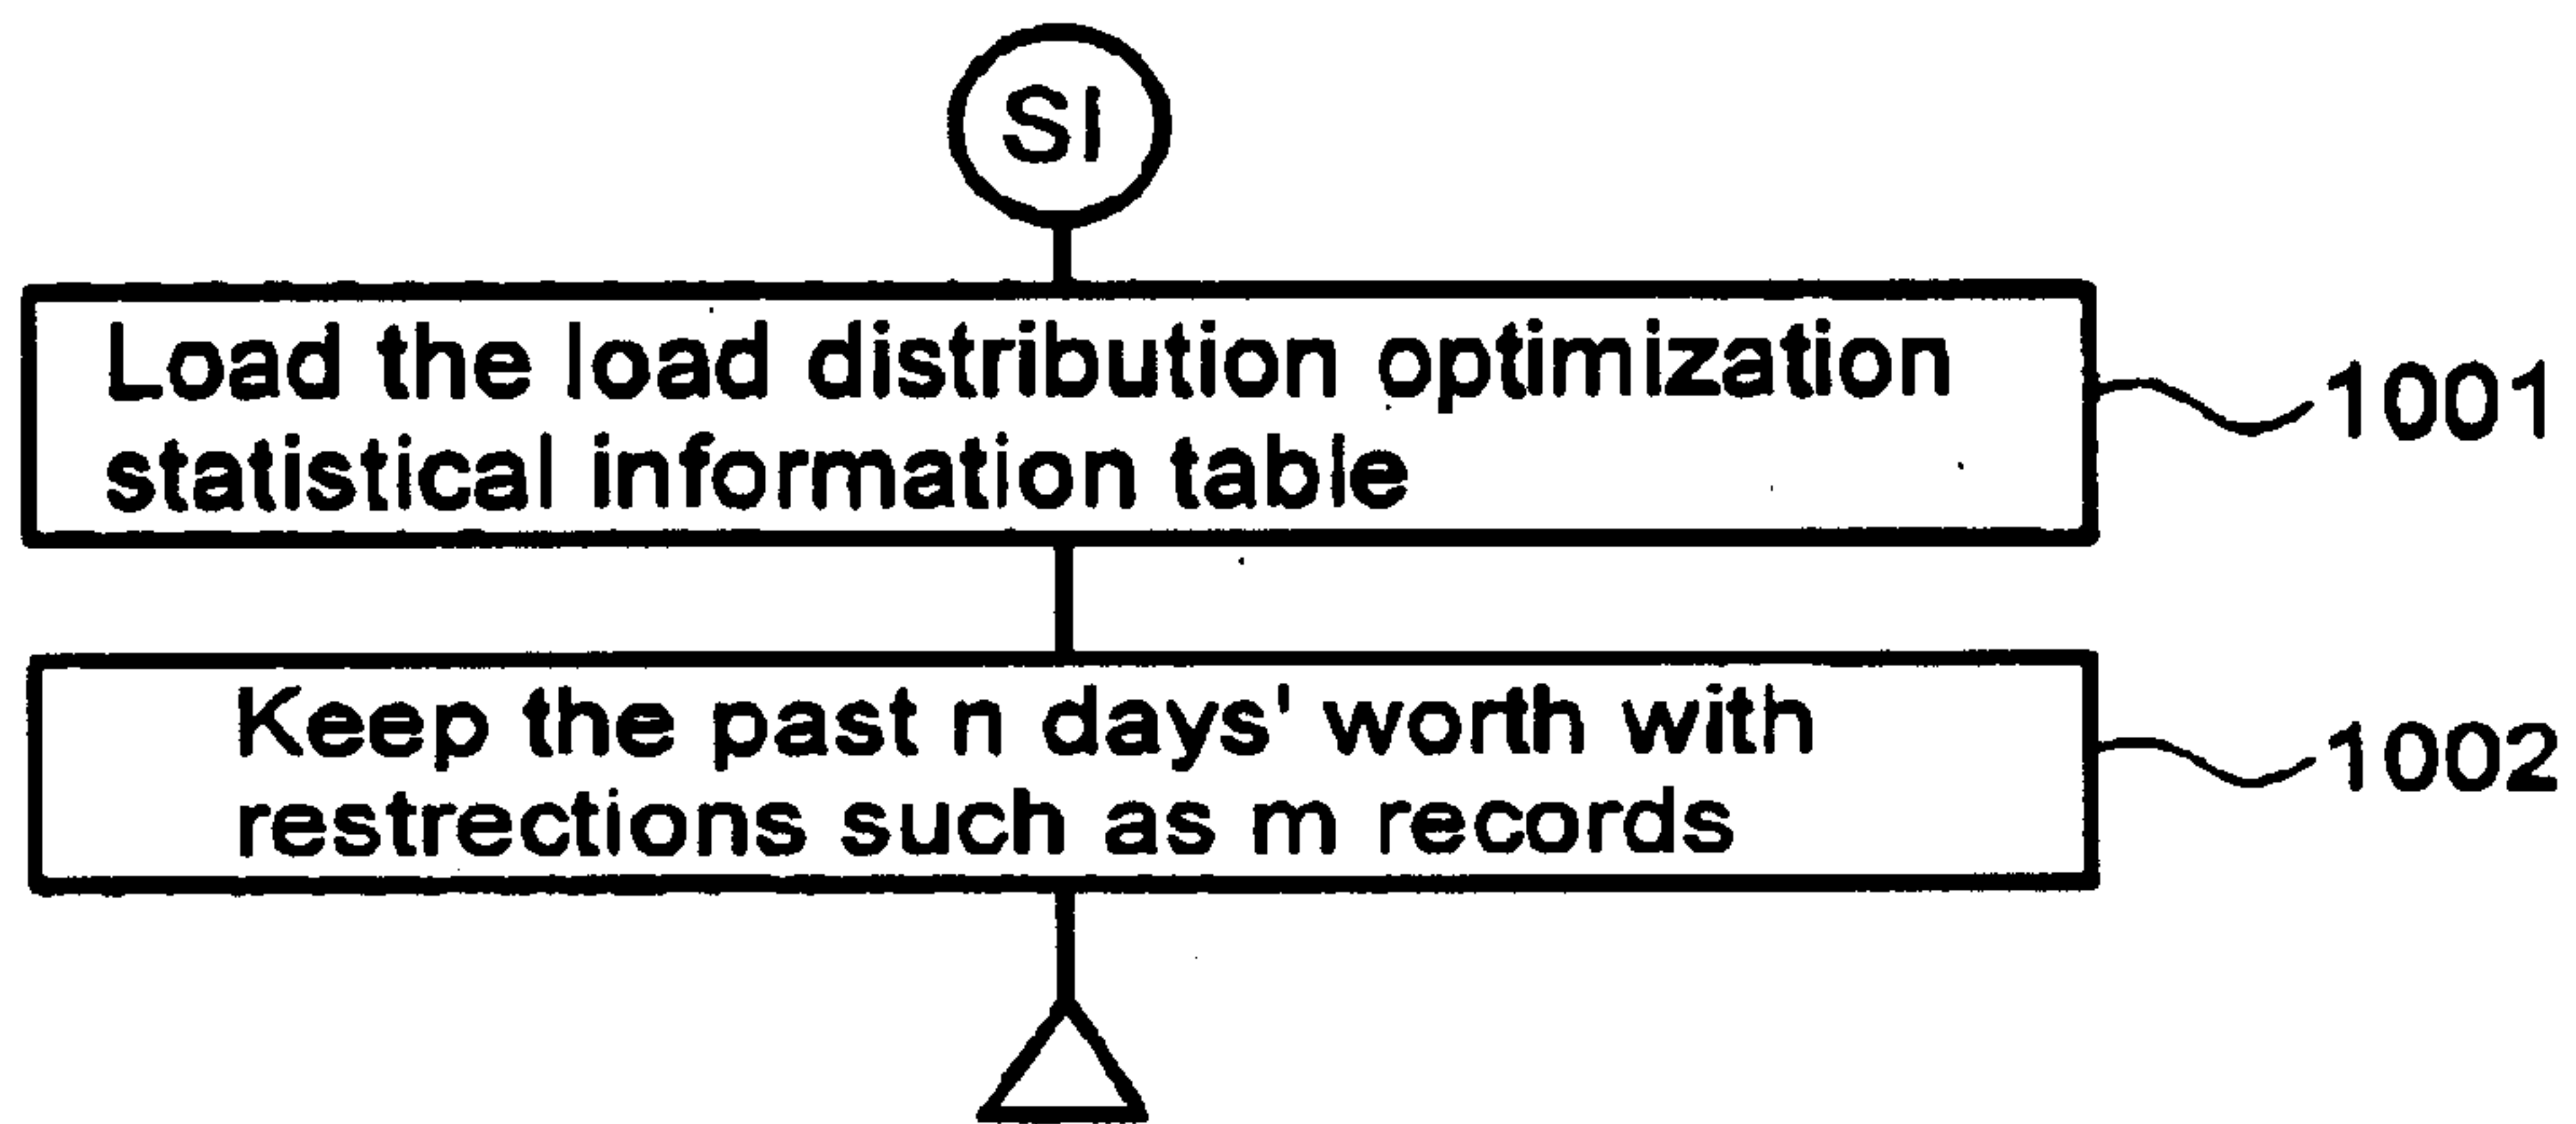 SI
Load the load distribution optimization
statistical information table
1001
Keep the past n days' worth with
restrections such as m records
1002